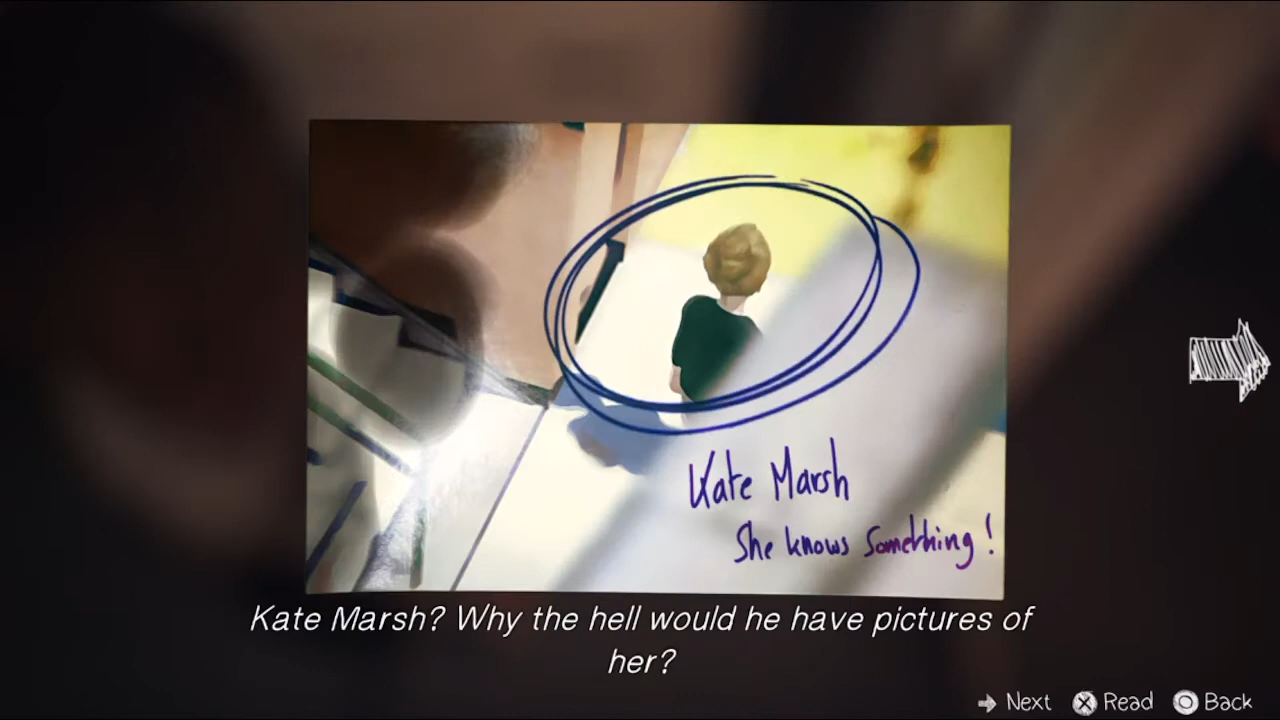 Kate Marsh
She knows something!
Kate Marsh? Why the hell would he have pictures of
her?
Next Read Back